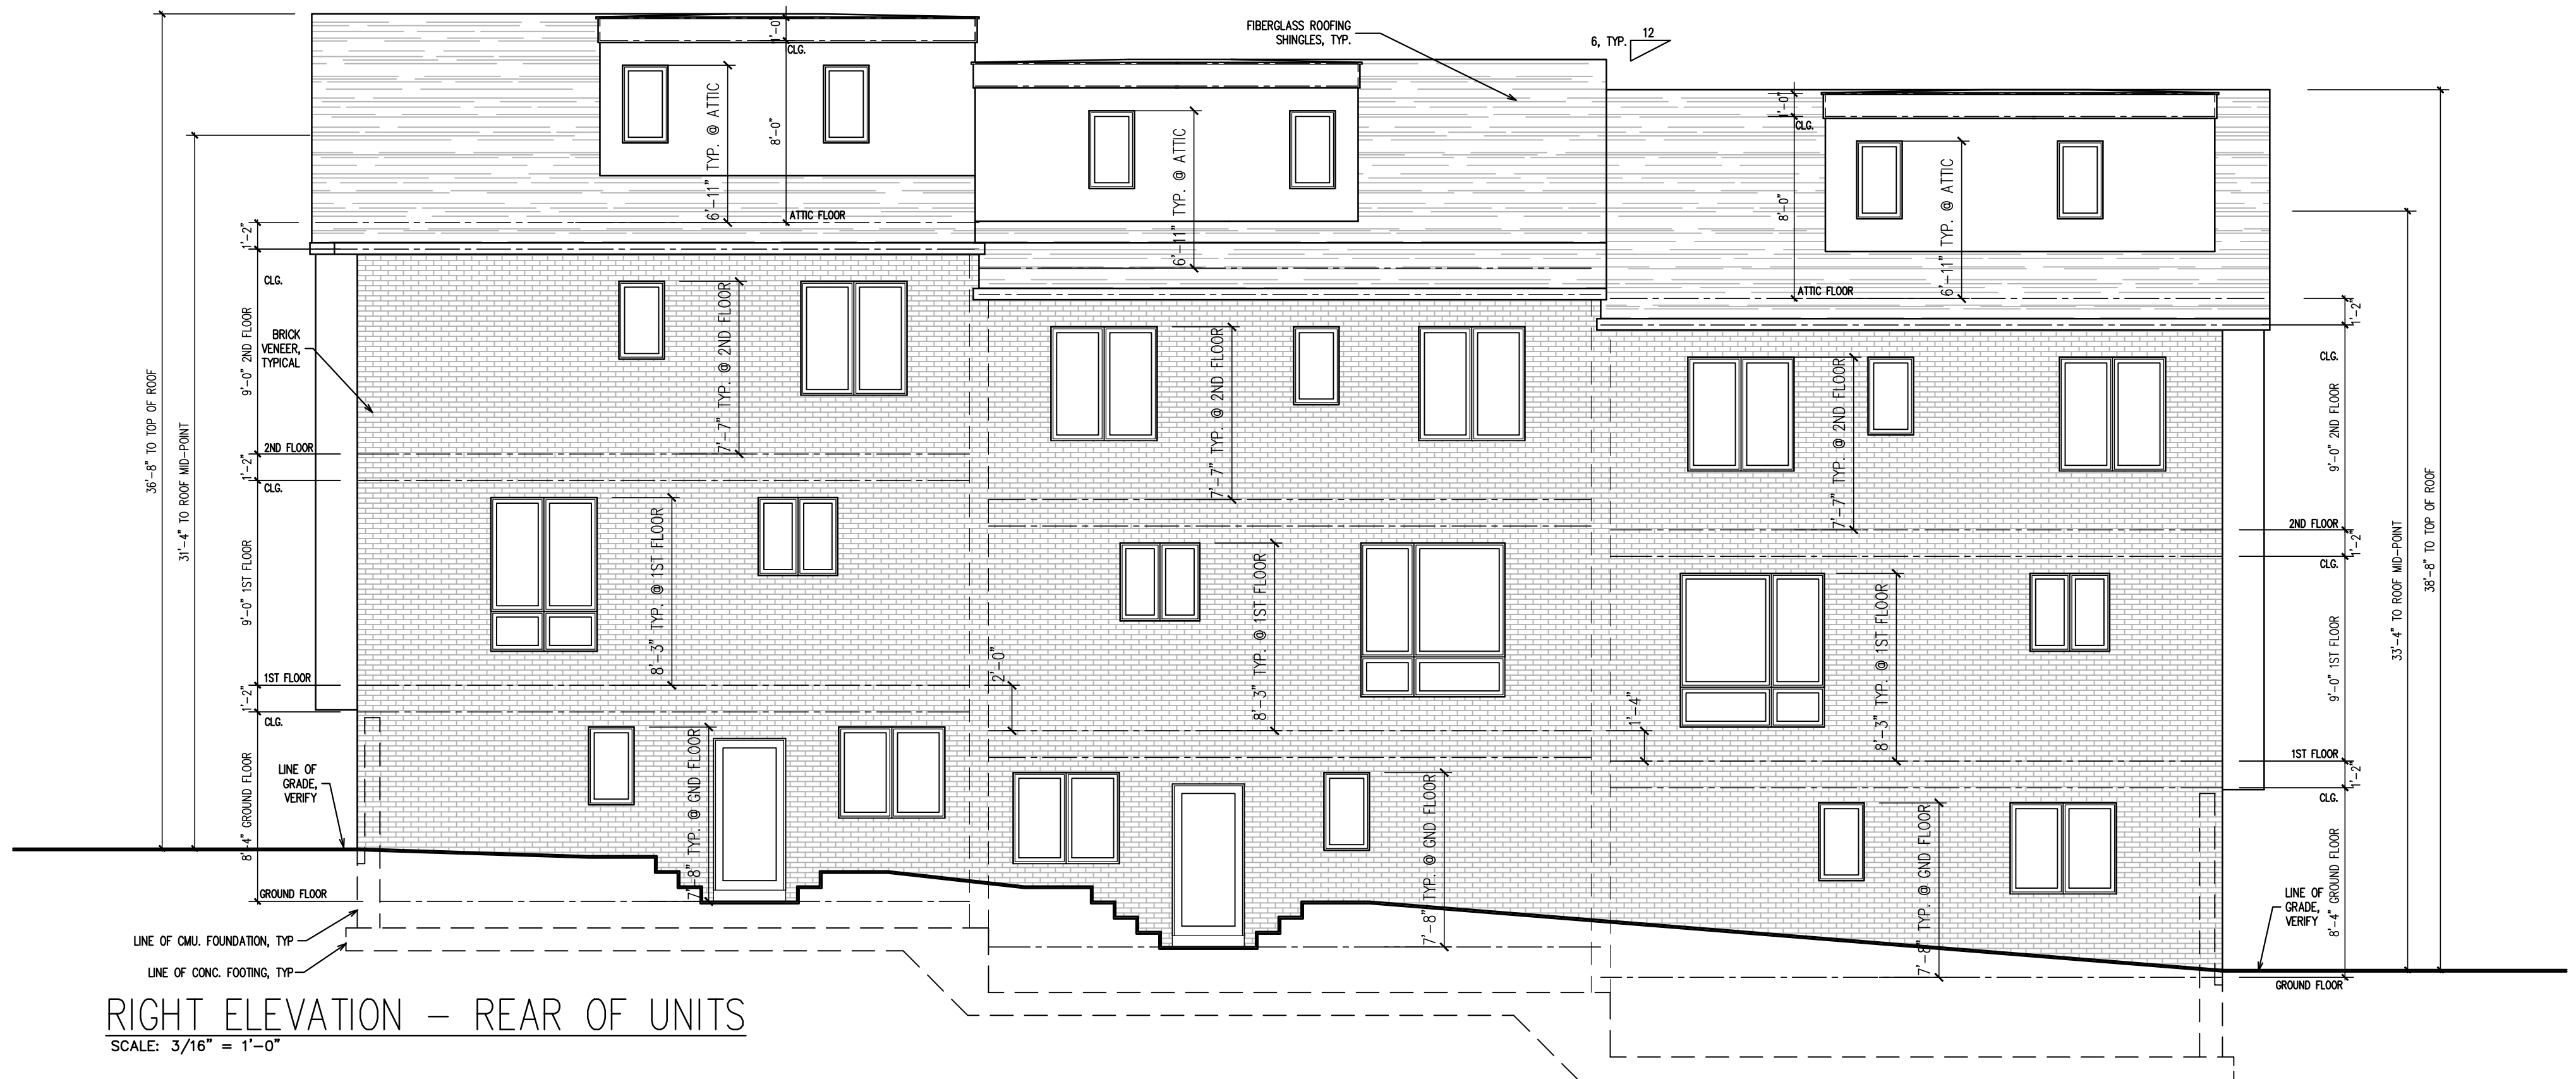 FIBERGLASS ROOFING
SHINGLES, TYP.
6, TYP.
12
1'-0"
CLG.
8'-0"
6'-11" TYP. @ ATTIC
ATTIC FLOOR
6'-11" TYP. @ ATTIC
1'-0"
CLG.
8'-0"
6'-11" TYP. @ ATTIC
ATTIC FLOOR
36'-8" TO TOP OF ROOF
31'-4" TO ROOF MID-POINT
1'-2"
CLG.
9'-0" 2ND FLOOR
BRICK
VENEER,
TYPICAL
2ND FLOOR
1'-2"
CLG.
9'-0" 1ST FLOOR
1ST FLOOR
1'-2"
CLG.
8'-4" GROUND FLOOR
LINE OF
GRADE,
VERIFY
GROUND FLOOR
LINE OF CMU. FOUNDATION, TYP
LINE OF CONC. FOOTING, TYP
7'-7" TYP. @ 2ND FLOOR
8'-3" TYP. @ 1ST FLOOR
7'-8" TYP. @ GND FLOOR
2'-0"
7'-7" TYP. @ 2ND FLOOR
8'-3" TYP. @ 1ST FLOOR
7'-8" TYP. @ GND FLOOR
1'-4"
7'-7" TYP. @ 2ND FLOOR
8'-3" TYP. @ 1ST FLOOR
7'-8" TYP. @ GND FLOOR
1'-2"
CLG.
9'-0" 2ND FLOOR
2ND FLOOR
1'-2"
CLG.
9'-0" 1ST FLOOR
1ST FLOOR
1'-2"
CLG.
8'-4" GROUND FLOOR
LINE OF
GRADE,
VERIFY
GROUND FLOOR
33'-4" TO ROOF MID-POINT
38'-8" TO TOP OF ROOF
RIGHT ELEVATION - REAR OF UNITS
SCALE: 3/16" = 1'-0"